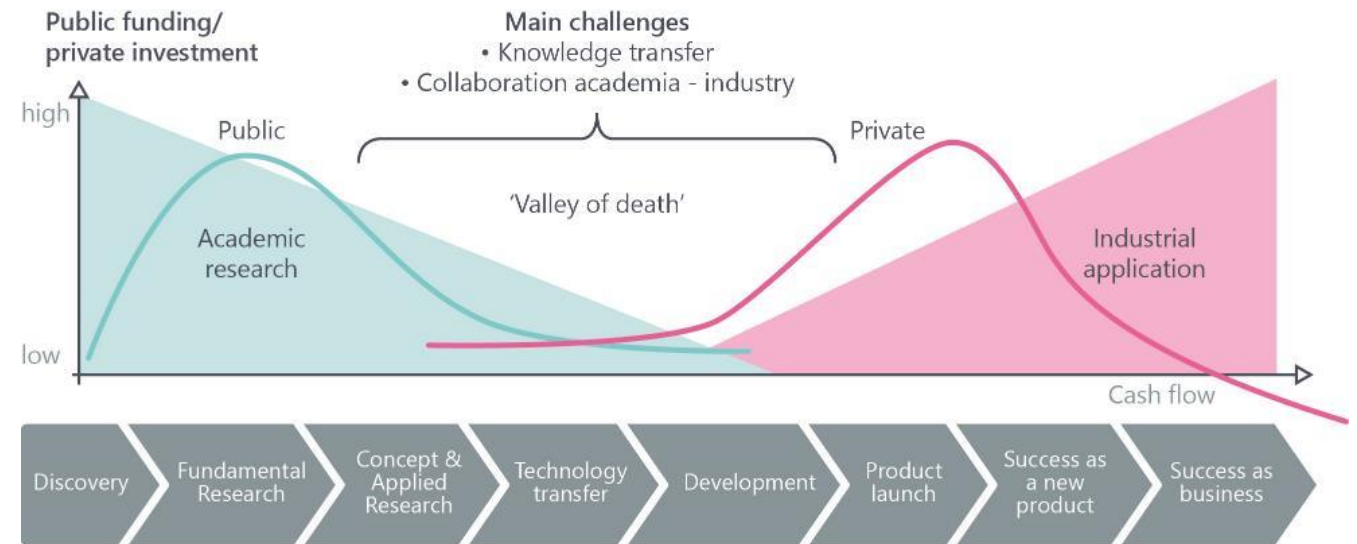 Public funding/
private investment
Main challenges
• Knowledge transfer
• Collaboration academia - industry
high
Public
Private
'Valley of death'
Academic
research
Industrial
application
low
Cash flow
Discovery
Fundamental
Research
Concept &
Applied
Research
Technology
transfer
Development
Product
launch
Success as
a new
product
Success as
business